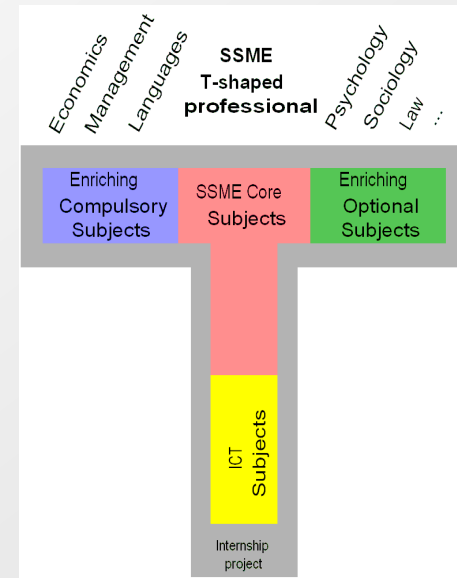 Economics
Management
Languages
SSME
T-shaped
professional
Psychology
Sociology
Law
...
Enriching
Compulsory
Subjects
SSME Core
Subjects
Enriching
Optional
Subjects
ICT
Subjects
Internship
project